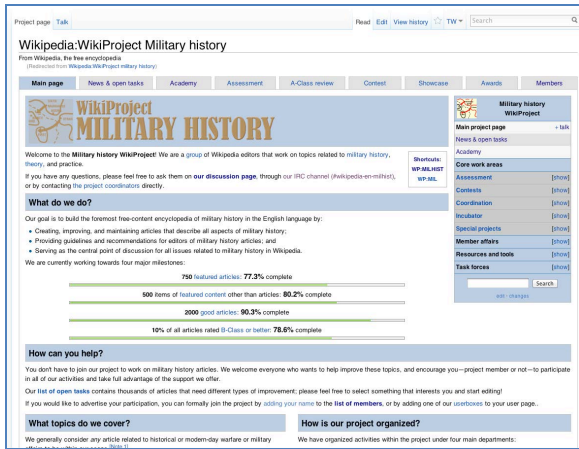 Project page Talk Read Edit View history TW Search
Wikipedia:WikiProject Military history
From Wikipedia, the free encyclopedia
(Redirected from Wikipedia:WikiProject military history)
Main page News & open tasks Academy Assessment A-Class review Contest Showcase Awards Members
WikiProject
MILITARY HISTORY
Welcome to the Military history WikiProject! We are a group of Wikipedia editors that work on topics related to military history,
theory, and practice.
If you have any questions, please feel free to ask them on our discussion page, through our IRC channel (#wikipedia-en-milhist),
or by contacting the project coordinators directly.
Shortcuts:
WP:MILHIST
WP:MIL
What do we do?
Our goal is to build the foremost free-content encyclopedia of military history in the English language by:
Creating, improving, and maintaining articles that describe all aspects of military history;
Providing guidelines and recommendations for editors of military history articles; and
Serving as the central point of discussion for all issues related to military history in Wikipedia.
We are currently working towards four major milestones:
750 featured articles: 77.3% complete
500 items of featured content other than articles: 80.2% complete
2000 good articles: 90.3% complete
10% of all articles rated B-Class or better: 78.6% complete
Military history
WikiProject
Main project page + talk
News & open tasks
Academy
Core work areas
Assessment [show]
Contests [show]
Coordination [show]
Incubator [show]
Special projects [show]
Member affairs [show]
Resources and tools [show]
Task forces [show]
Search
edit · changes
How can you help?
You don't have to join our project to work on military history articles. We welcome everyone who wants to help improve these topics, and encourage you—project member or not—to participate
in all of our activities and take full advantage of the support we offer.
Our list of open tasks contains thousands of articles that need different types of improvement; please feel free to select something that interests you and start editing!
If you would like to advertise your participation, you can formally join the project by adding your name to the list of members, or by adding one of our userboxes to your user page..
What topics do we cover?
We generally consider any article related to historical or modern-day warfare or military
[Note 1]
How is our project organized?
We have organized activities within the project under four main departments: